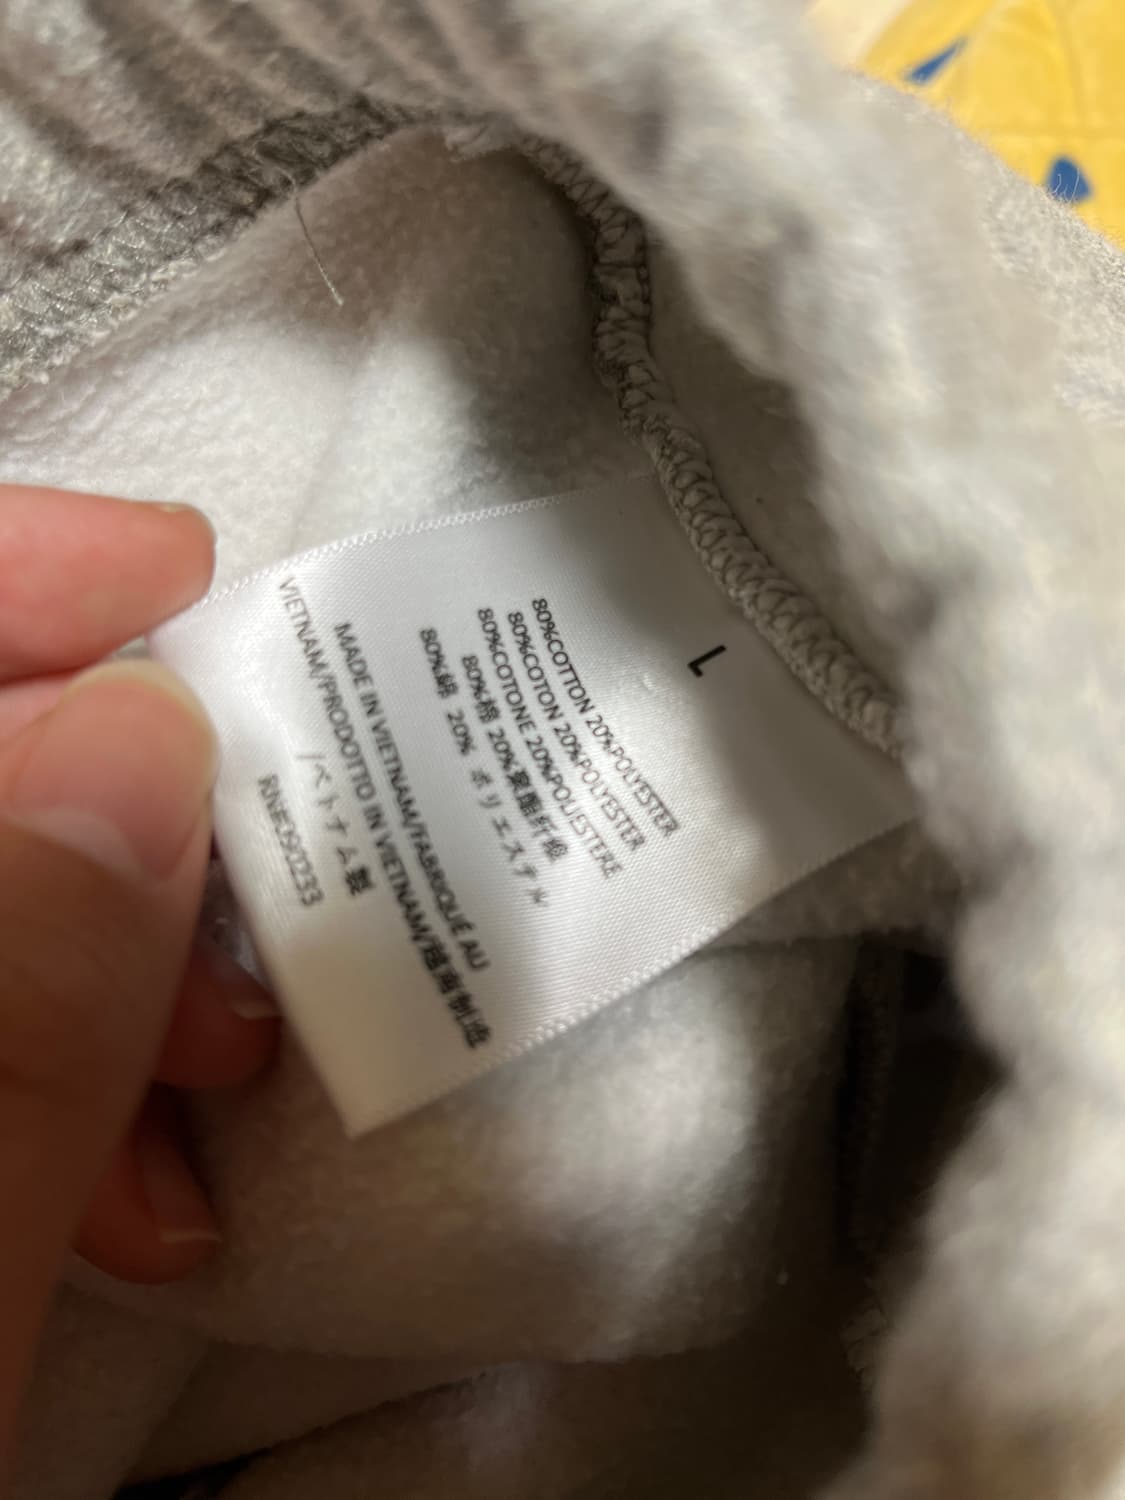 L
80%COTTON 20%POLYESTER
80%COTON 20%POLYESTER
80%COTONE 20%POLIESTERE
80%棉 20%聚酯纤维
80%綿 20% ポリエステル
MADE IN VIETNAM/FABRIQUÉ AU
VIETNAM/PRODOTTO IN VIETNAM/越南制造
/ベトナム製